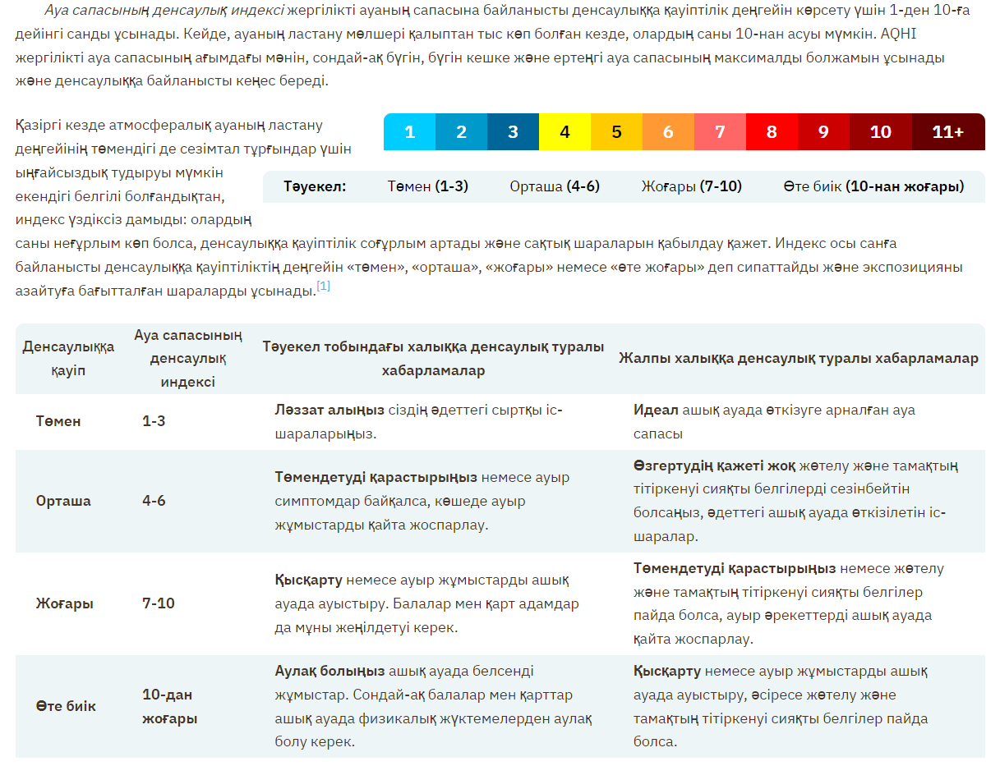 Ауа сапасының денсаулық индексі жергілікті ауаның сапасына байланысты денсаулыққа қауіптілік деңгейін көрсету үшін 1-ден 10-ға
дейінгі санды ұсынады. Кейде, ауаның ластану мөлшері қалыптан тыс көп болған кезде, олардың саны 10-нан асуы мүмкін. AQHI
жергілікті ауа сапасының ағымдағы мәнін, сондай-ақ бүгін, бүгін кешке және ертеңгі ауа сапасының максималды болжамын ұсынады
және денсаулыққа байланысты кеңес береді.
Қазіргі кезде атмосфералық ауаның ластану
деңгейінің төмендігі де сезімтал тұрғындар үшін
ыңғайсыздық тудыруы мүмкін
екендігі белгілі болғандықтан,
индекс үздіксіз дамыды: олардың
1 2 3 4 5 6 7 8 9 10 11+
Тәуекел: Төмен (1-3) Орташа (4-6) Жоғары (7-10) Өте биік (10-нан жоғары)
саны неғұрлым көп болса, денсаулыққа қауіптілік соғұрлым артады және сақтық шараларын қабылдау қажет. Индекс осы санға
байланысты денсаулыққа қауіптіліктің деңгейін «төмен», «орташа», «жоғары» немесе «өте жоғары» деп сипаттайды және экспозицияны
азайтуға бағытталған шараларды ұсынады.[1]
Денсаулыққа
қауіп
Ауа сапасының
денсаулық
индексі
Тәуекел тобындағы халыққа денсаулық туралы
хабарламалар
Жалпы халыққа денсаулық туралы хабарламалар
Төмен
1-3
Ләззат алыңыз сіздің әдеттегі сыртқы іс-
шараларыңыз.
Идеал ашық ауада өткізуге арналған ауа
сапасы
Орташа
4-6
Төмендетуді қарастырыңыз немесе ауыр
симптомдар байқалса, көшеде ауыр
жұмыстарды қайта жоспарлау.
Өзгертудің қажеті жоқ жөтелу және тамақтың
тітіркенуі сияқты белгілерді сезінбейтін
болсаңыз, әдеттегі ашық ауада өткізілетін іс-
шаралар.
Жоғары
7-10
Қысқарту немесе ауыр жұмыстарды ашық
ауада ауыстыру. Балалар мен қарт адамдар
да мұны жеңілдетуі керек.
Төмендетуді қарастырыңыз немесе жөтелу
және тамақтың тітіркенуі сияқты белгілер
пайда болса, ауыр әрекеттерді ашық ауада
қайта жоспарлау.
Өте биік
10-дан
жоғары
Аулақ болыңыз ашық ауада белсенді
жұмыстар. Сондай-ақ балалар мен қарттар
ашық ауада физикалық жүктемелерден аулақ
болу керек.
Қысқарту немесе ауыр жұмыстарды ашық
ауада ауыстыру, әсіресе жөтелу және
тамақтың тітіркенуі сияқты белгілер пайда
болса.